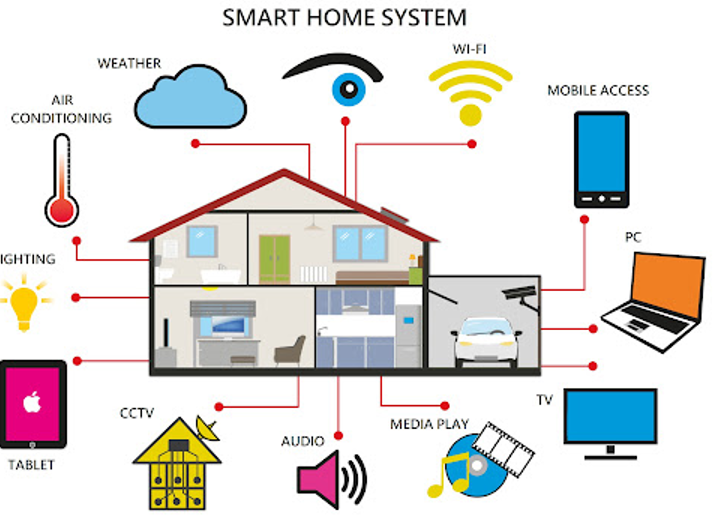 SMART HOME SYSTEM
WEATHER
WI-FI
MOBILE ACCESS
AIR
CONDITIONING
PC
IGHTING
TV
CCTV
MEDIA PLAY
AUDIO
TABLET